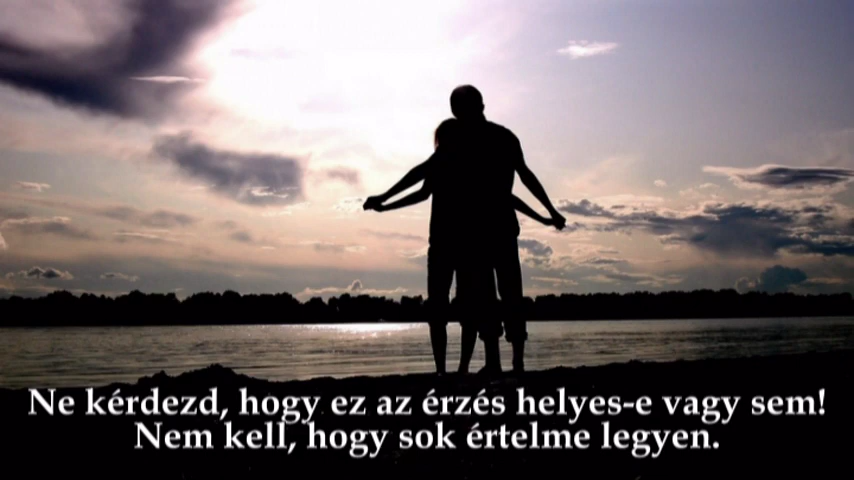 Ne kérdezd, hogy ez az érzés helyes-e vagy sem!
Nem kell, hogy sok értelme legyen.